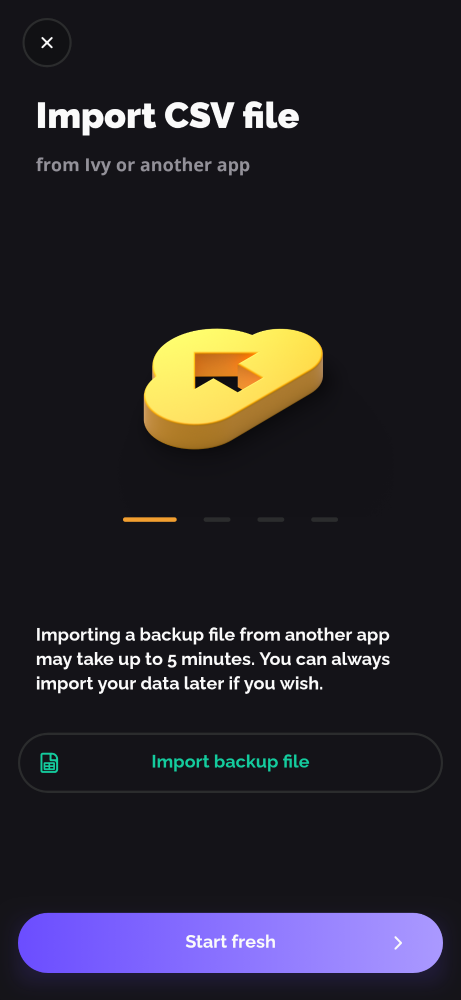 Import CSV file
from Ivy or another app
Importing a backup file from another app
may take up to 5 minutes. You can always
import your data later if you wish.
Import backup file
Start fresh